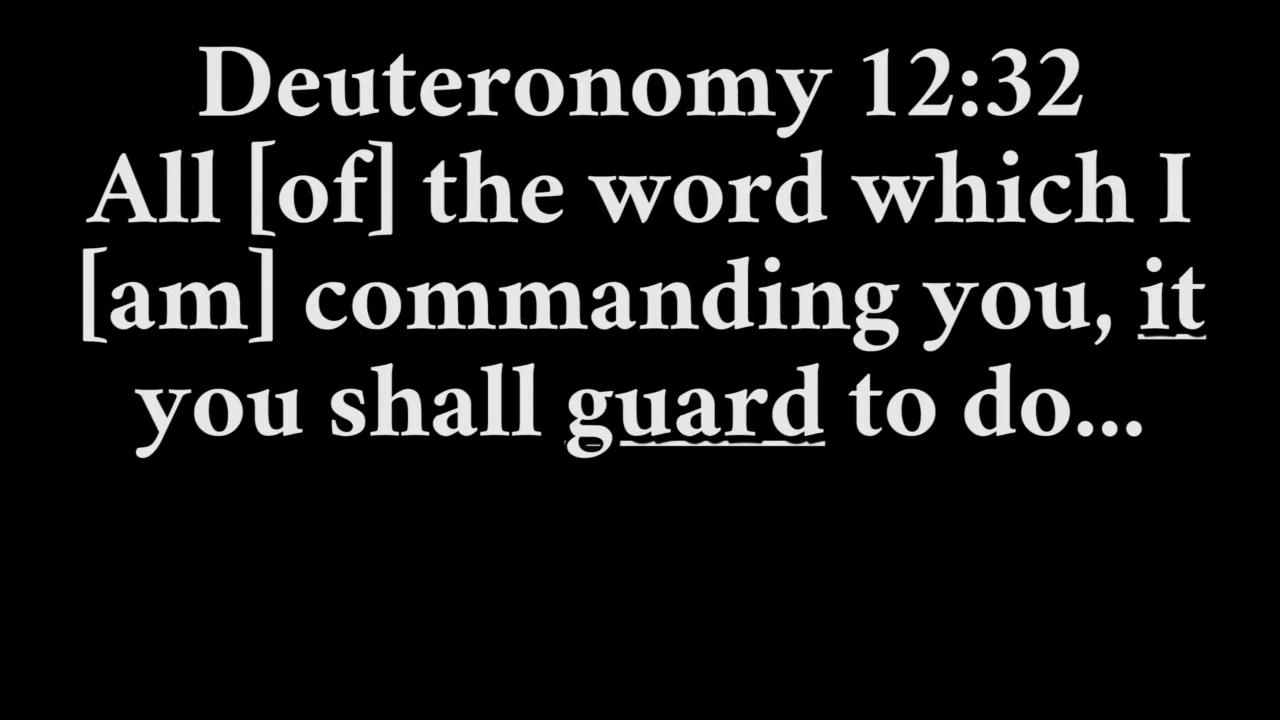 Deuteronomy 12:32
All [of] the word which I
[am] commanding you, it
you shall guard to do...